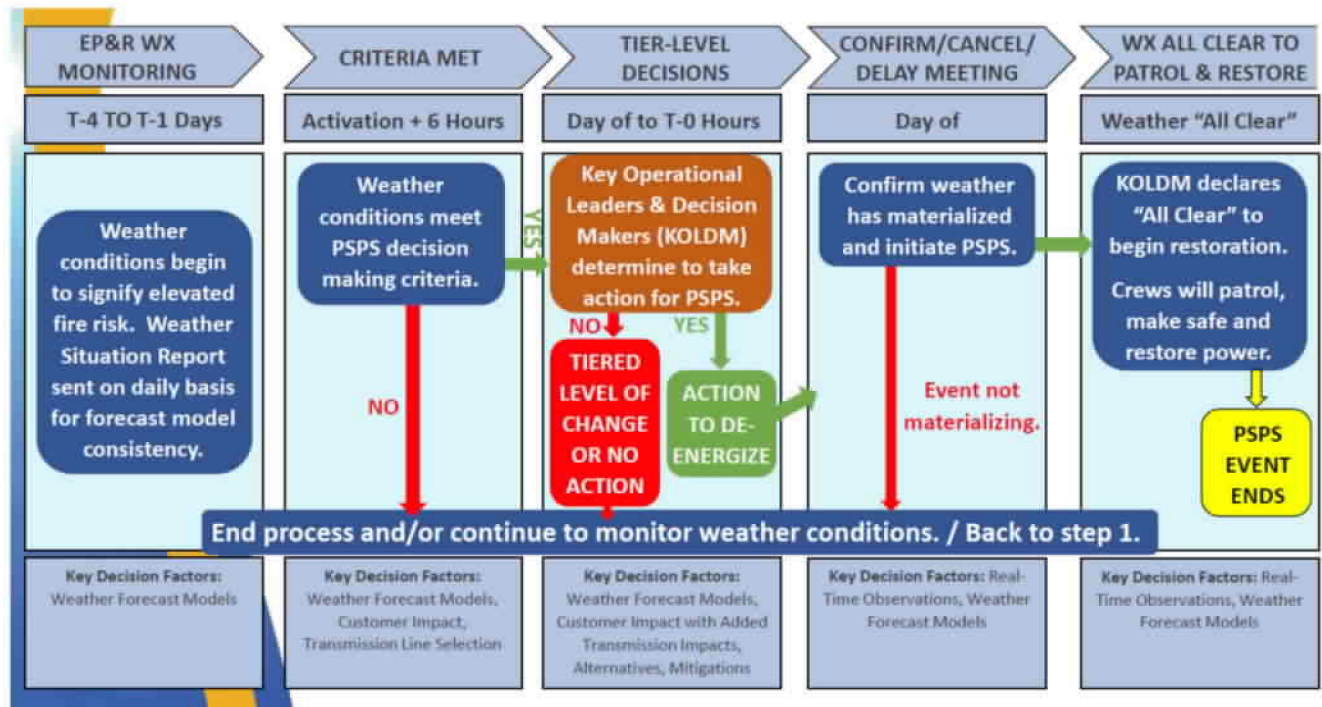 EP&R WX
MONITORING
CRITERIA MET
TIER-LEVEL
DECISIONS
CONFIRM/CANCEL/
DELAY MEETING
WX ALL CLEAR TO
PATROL & RESTORE
T-4 TO T-1 Days
Activation + 6 Hours
Day of to T-0 Hours
Day of
Weather “All Clear”
Weather
conditions begin
to signify elevated
fire risk. Weather
Situation Report
sent on daily basis
for forecast model
consistency.
Weather
conditions meet
PSPS decision
making criteria.
YES
NO
Key Operational
Leaders & Decision
Makers (KOLDM)
determine to take
action for PSPS.
NO
YES
TIERED
LEVEL OF
CHANGE
OR NO
ACTION
ACTION
TO DE-
ENERGIZE
Confirm weather
has materialized
and initiate PSPS.
Event not
materializing.
KOLDM declares
“All Clear” to
begin restoration.
Crews will patrol,
make safe and
restore power.
PSPS
EVENT
ENDS
End process and/or continue to monitor weather conditions. / Back to step 1.
Key Decision Factors:
Weather Forecast Models
Key Decision Factors:
Weather Forecast Models,
Customer Impact,
Transmission Line Selection
Key Decision Factors:
Weather Forecast Models,
Customer Impact with Added
Transmission Impacts,
Alternatives, Mitigations
Key Decision Factors: Real-
Time Observations, Weather
Forecast Models
Key Decision Factors: Real-
Time Observations, Weather
Forecast Models